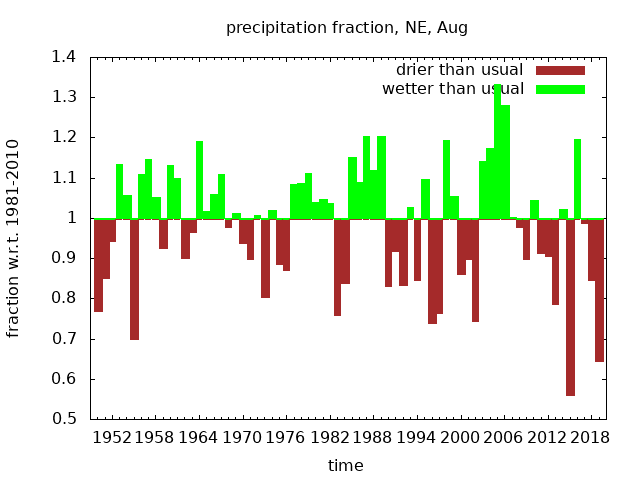 precipitation fraction, NE, Aug
drier than usual
wetter than usual
fraction w.r.t. 1981-2010
1.4
1.3
1.2
1.1
1
0.9
0.8
0.7
0.6
0.5
1952 1958 1964 1970 1976 1982 1988 1994 2000 2006 2012 2018
time